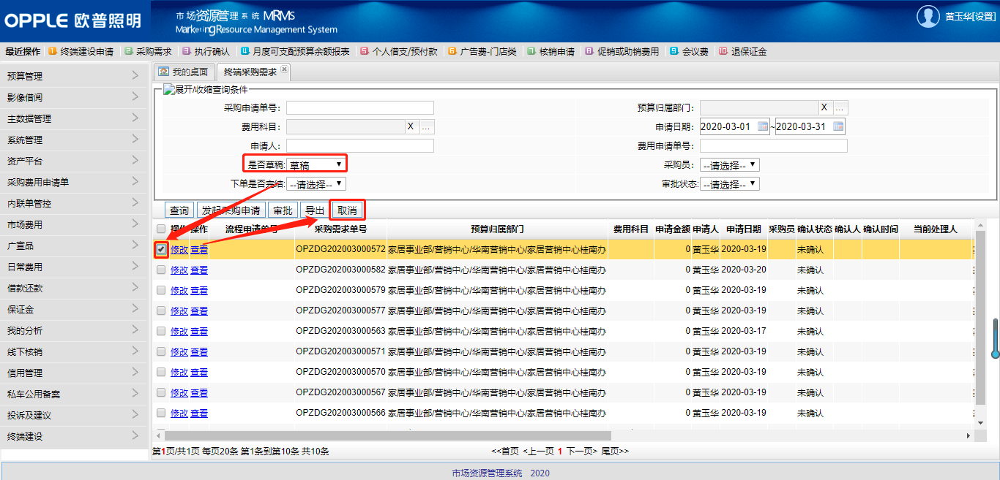 OPPLE 欧普照明
市场资源管理系统 MRMS
Marketing Resource Management System
黄玉华[设置]
最近操作 1 终端建设申请 2 采购需求 3 执行确认 4 月度可支配预算余额报表 5 个人借支/预付款 6 广告费-门店类 7 核销申请 8 促销或助销费用 9 会议费 10 退保证金
预算管理
影像借阅
主数据管理
系统管理
资产平台
采购费用申请单
内联单管控
市场费用
广宣品
日常费用
借款还款
保证金
我的分析
线下核销
信用管理
私车公用备案
投诉及建议
终端建设
我的桌面 终端采购需求
展开/收缩查询条件
采购申请单号: 预算归属部门: X ...
费用科目: X ... 申请日期: 2020-03-01 ~ 2020-03-31
申请人: 费用申请单号:
是否草稿: 草稿 采购员: --请选择--
下单是否完结: --请选择-- 审批状态: --请选择--
查询 发起采购申请 审批 导出 取消
操作 操作 流程申请单号 采购需求单号 预算归属部门 费用科目 申请金额 申请人 申请日期 采购员 确认状态 确认人 确认时间 当前处理人
修改 查看 OPZDG202003000572 家居事业部/营销中心/华南营销中心/家居营销中心桂南办 0 黄玉华 2020-03-19 未确认
修改 查看 OPZDG202003000582 家居事业部/营销中心/华南营销中心/家居营销中心桂南办 0 黄玉华 2020-03-20 未确认
修改 查看 OPZDG202003000579 家居事业部/营销中心/华南营销中心/家居营销中心桂南办 0 黄玉华 2020-03-19 未确认
修改 查看 OPZDG202003000577 家居事业部/营销中心/华南营销中心/家居营销中心桂南办 0 黄玉华 2020-03-19 未确认
修改 查看 OPZDG202003000563 家居事业部/营销中心/华南营销中心/家居营销中心桂南办 0 黄玉华 2020-03-17 未确认
修改 查看 OPZDG202003000571 家居事业部/营销中心/华南营销中心/家居营销中心桂南办 0 黄玉华 2020-03-19 未确认
修改 查看 OPZDG202003000570 家居事业部/营销中心/华南营销中心/家居营销中心桂南办 0 黄玉华 2020-03-19 未确认
修改 查看 OPZDG202003000567 家居事业部/营销中心/华南营销中心/家居营销中心桂南办 0 黄玉华 2020-03-19 未确认
修改 查看 OPZDG202003000566 家居事业部/营销中心/华南营销中心/家居营销中心桂南办 0 黄玉华 2020-03-19 未确认
第1页/共1页 每页20条 第1条到第10条 共10条 <<首页 <上一页 1 下一页> 尾页>>
市场资源管理系统 2020